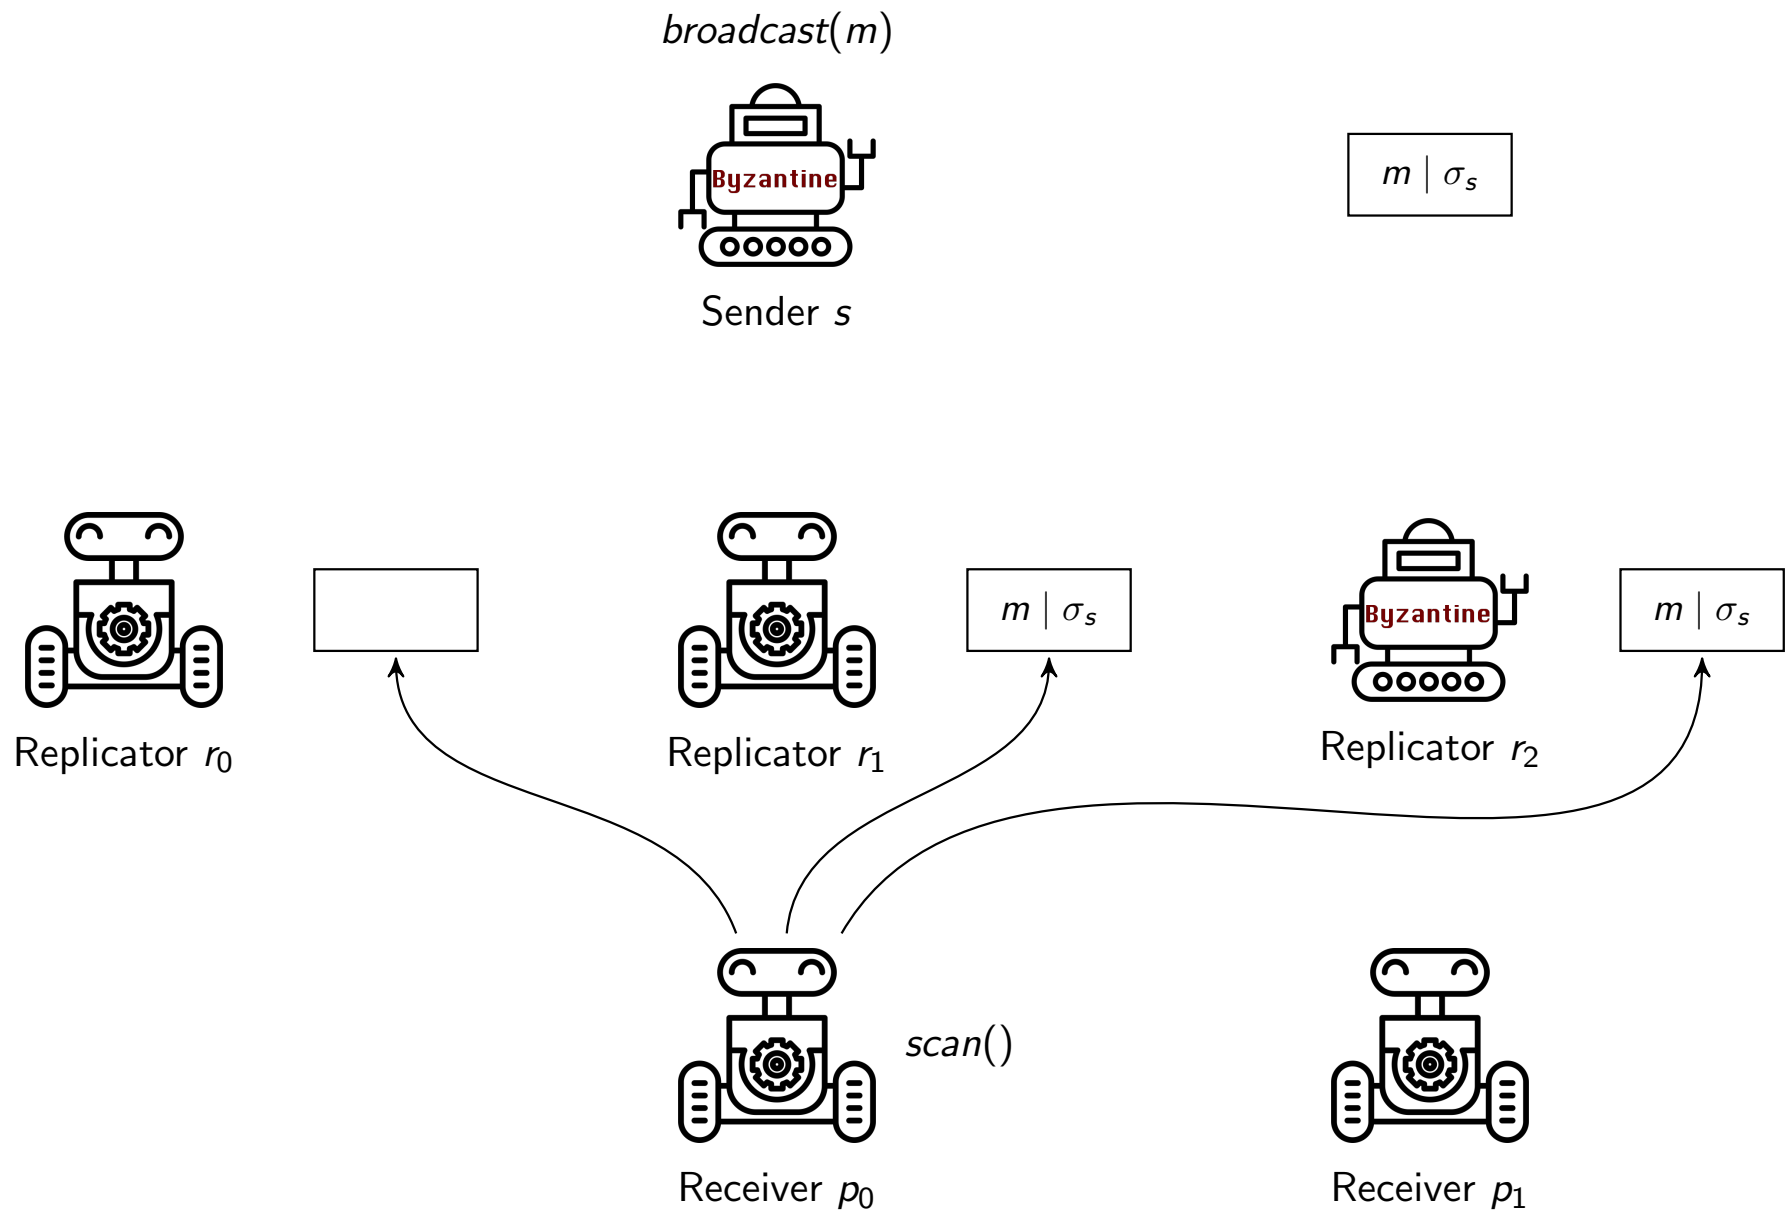 broadcast(m)
Byzantine
m | σₛ
Sender s
m | σₛ
Byzantine
m | σₛ
Replicator r₀
Replicator r₁
Replicator r₂
scan()
Receiver p₀
Receiver p₁